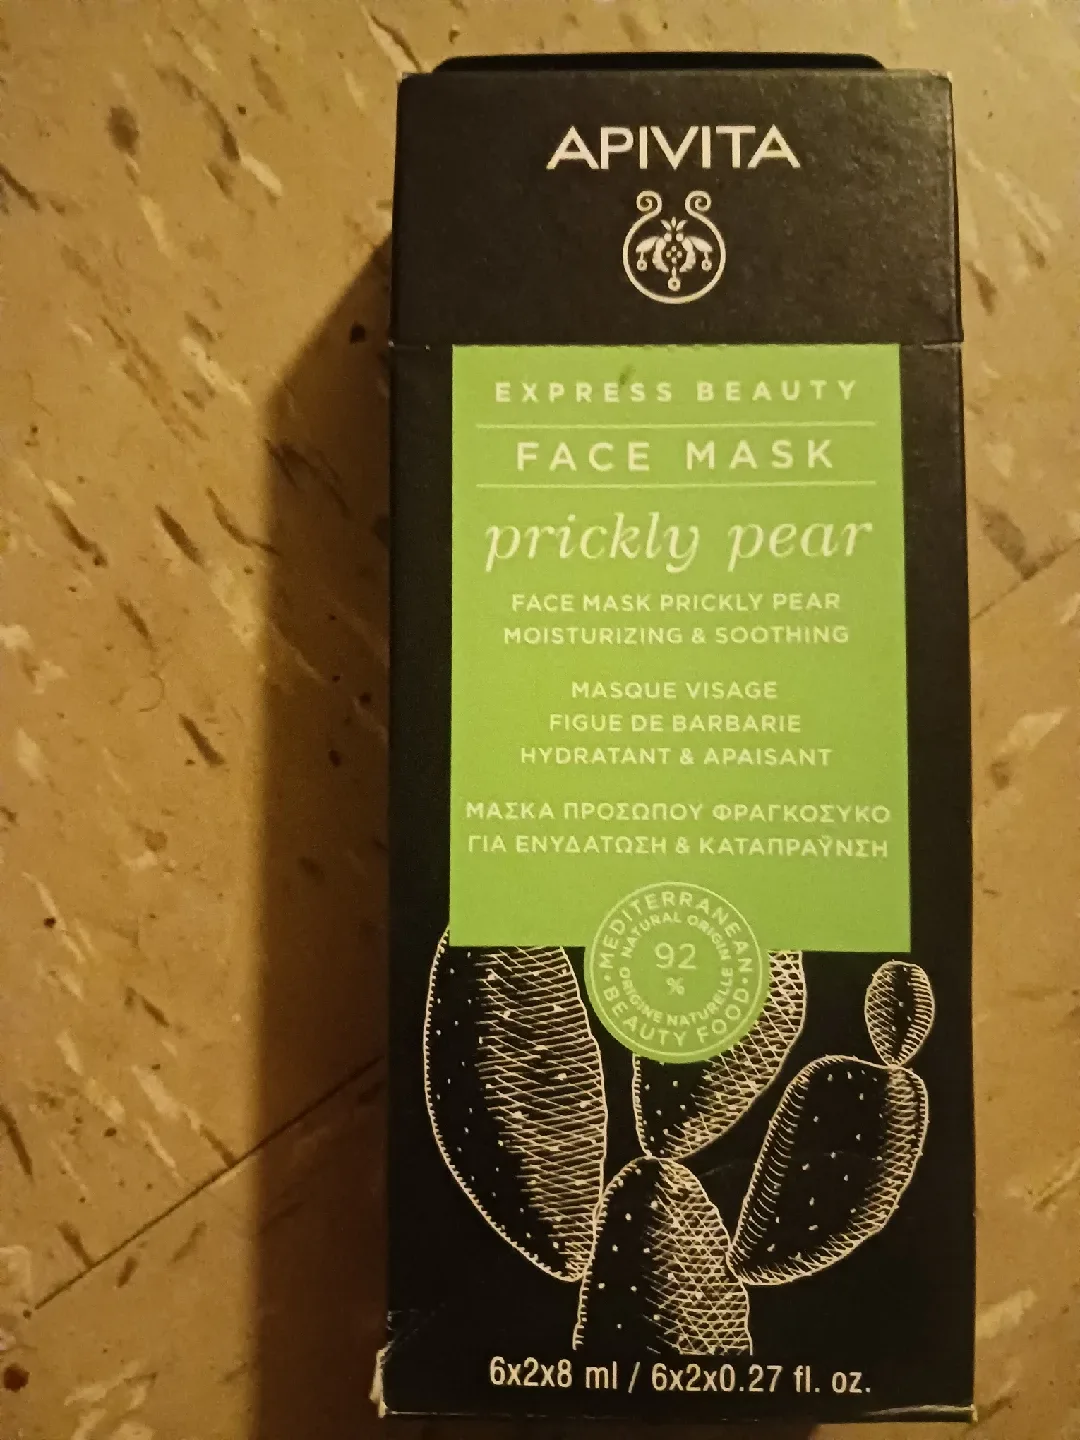 APIVITA
EXPRESS BEAUTY
FACE MASK
prickly pear
FACE MASK PRICKLY PEAR
MOISTURIZING & SOOTHING
MASQUE VISAGE
FIGUE DE BARBARIE
HYDRATANT & APAISANT
ΜΑΣΚΑ ΠΡΟΣΩΠΟΥ ΦΡΑΓΚΟΣΥΚΟ
ΓΙΑ ΕΝΥΔΑΤΩΣΗ & ΚΑΤΑΠΡΑΫΝΣΗ
MEDITERRANEAN
NATURAL ORIGIN
92
%
ORIGINE NATURELLE
BEAUTY FOOD
6x2x8 ml / 6x2x0.27 fl. oz.